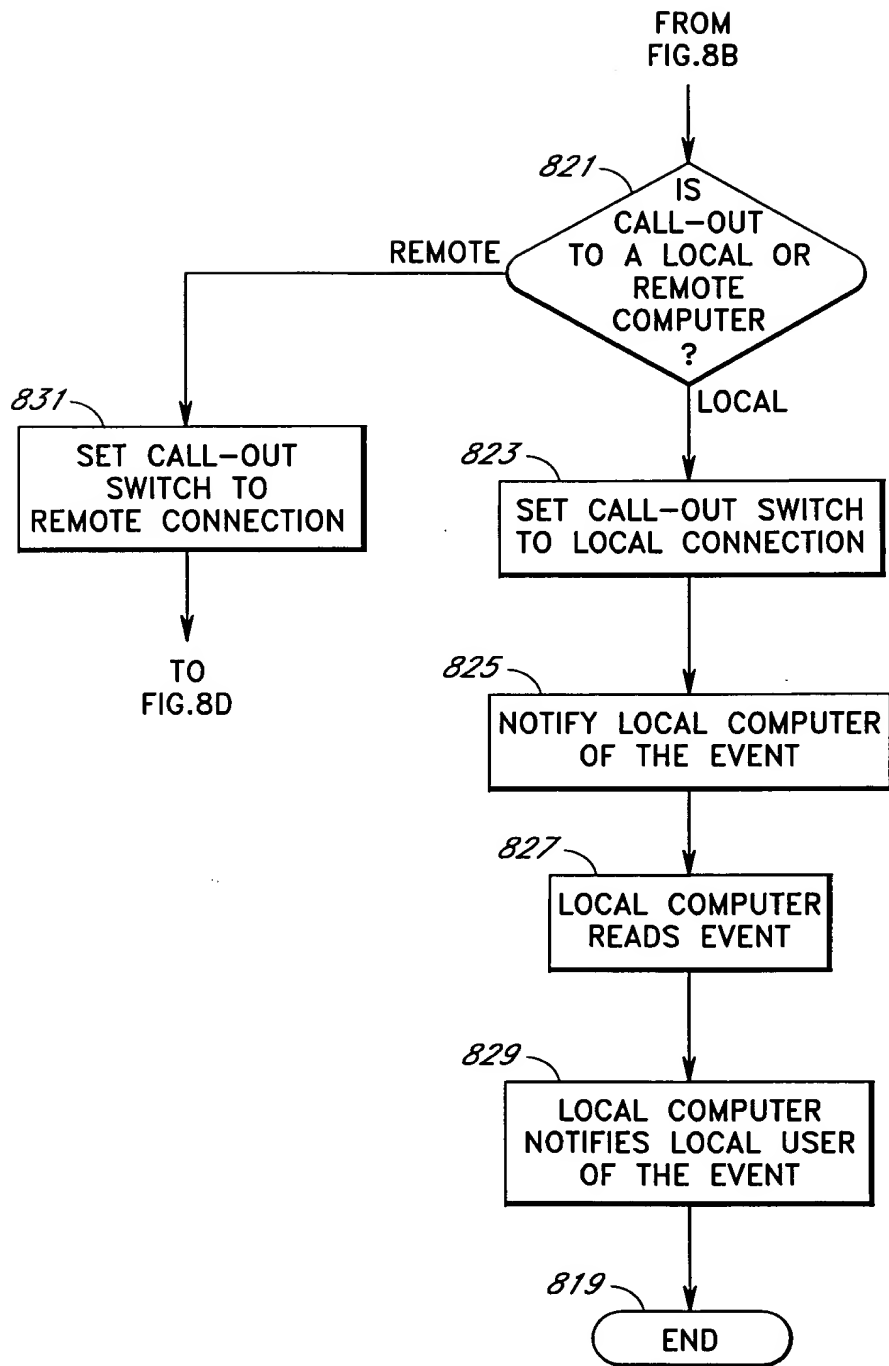 FROM
FIG.8B
821
IS
CALL-OUT
TO A LOCAL OR
REMOTE
COMPUTER
?
REMOTE
LOCAL
831
SET CALL-OUT
SWITCH TO
REMOTE CONNECTION
TO
FIG.8D
823
SET CALL-OUT SWITCH
TO LOCAL CONNECTION
825
NOTIFY LOCAL COMPUTER
OF THE EVENT
827
LOCAL COMPUTER
READS EVENT
829
LOCAL COMPUTER
NOTIFIES LOCAL USER
OF THE EVENT
819
END